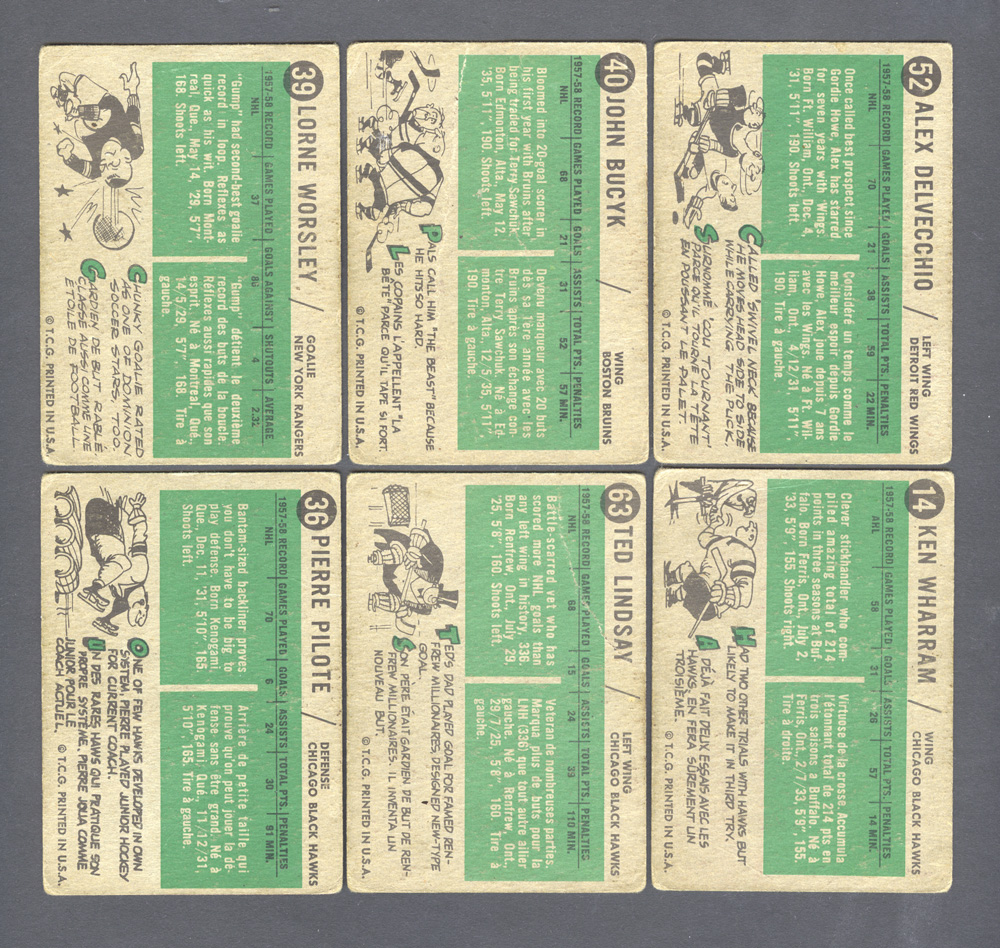 39 LORNE WORSLEY
GOALIE
NEW YORK RANGERS
1957-58 RECORD GAMES PLAYED GOALS AGAINST SHUTOUTS AVERAGE
NHL 37 86 4 2.32
"Gump" had second-best goalie
record in loop. Reflexes as
quick as his wit. Born Mont-
real, Que., May 14, '29, 5'7",
168. Shoots left.
"Gump" détient le deuxième
record des buts de la boucle.
Réflexes aussi rapides que son
esprit. Né à Montreal, Qué.,
14/5/29, 5'7" 168. Tire à
gauche.
CHUNKY GOALIE RATED
AS ONE OF DOMINION
SOCCER STARS, TOO.
GARDIEN DE BUT RABLÉ
CLASSÉ AUSSI COMME UNE
ÉTOILE DE FOOTBALL.
© T.C.G. PRINTED IN U.S.A.
40 JOHN BUCYK
WING
BOSTON BRUINS
1957-58 RECORD GAMES PLAYED GOALS ASSISTS TOTAL PTS. PENALTIES
NHL 68 21 31 52 57 MIN.
Bloomed into 20-goal scorer in
his first year with Bruins after
being traded for Terry Sawchuk.
Born Edmonton, Alta., May 12,
'35, 5'11" 190. Shoots left.
Devenu marqueur avec 20 buts
dès sa 1'ère année avec les
Bruins après son échange con-
tre Terry Sawchuk. Né à Ed-
monton, Alta., 12/5/35, 5'11",
190. Tire à gauche.
PALS CALL HIM "THE BEAST" BECAUSE
HE HITS SO HARD.
LES COPAINS L'APPELLENT "LA
BÊTE PARCE QU'IL TAPE SI FORT.
© T.C.G. PRINTED IN U.S.A.
52 ALEX DELVECCHIO
LEFT WING
DETROIT RED WINGS
1957-58 RECORD GAMES PLAYED GOALS ASSISTS TOTAL PTS. PENALTIES
NHL 70 21 38 59 22 MIN.
Once called best prospect since
Gordie Howe, Alex has starred
for seven years with Wings.
Born Ft. William, Ont., Dec. 4,
'31, 5'11" 190. Shoots left.
Considéré un temps comme le
meilleur espoir depuis Gordie
Howe, Alex joue depuis 7 ans
avec les Wings. Né à Ft. Wil-
liam, Ont., 4/12/31, 5'11",
190. Tire à gauche.
CALLED 'SWIVEL NECK' BECAUSE
HE MOVES HEAD SIDE TO SIDE
WHILE CARRYING THE PUCK.
SURNOMMÉ 'COU TOURNANT'
PARCE QU'IL TOURNE LA TÊTE
EN POUSSANT LE PALET.
© T.C.G. PRINTED IN U.S.A.
36 PIERRE PILOTE
DEFENSE
CHICAGO BLACK HAWKS
1957-58 RECORD GAMES PLAYED GOALS ASSISTS TOTAL PTS. PENALTIES
NHL 70 6 24 30 91 MIN.
Bantam-sized backliner proves
you don't have to be big to
play defense. Born Kenogami,
Que., Dec. 11, '31, 5'10" 165.
Shoots left.
Arrière de petite taille qui
prouve qu'on peut jouer la dé-
fense sans être grand. Né à
Kenogami, Qué., 11/12/31,
5'10" 165. Tire à gauche.
ONE OF FEW HAWKS DEVELOPED IN OWN
SYSTEM. PIERRE PLAYED JUNIOR HOCKEY
FOR CURRENT COACH.
UN DES RARES HAWKS QUI PRATIQUE SON
PROPRE SYSTÈME. PIERRE JOUA COMME
JUNIOR POUR LE
COACH ACTUEL.
© T.C.G. PRINTED IN U.S.A.
63 TED LINDSAY
LEFT WING
CHICAGO BLACK HAWKS
1957-58 RECORD GAMES PLAYED GOALS ASSISTS TOTAL PTS. PENALTIES
NHL 68 15 24 39 110 MIN.
Battle-scarred vet who has
scored more NHL goals than
any left wing in history, 336.
Born Renfrew, Ont., July 29,
'25, 5'8" 160 Shoots left.
Veteran de nombreuses parties.
Marqua plus de buts pour la
LNH (336) que tout autre ailier
gauche. Né à Renfrew, Ont.,
29/7/25, 5'8", 160. Tire à
gauche.
TED'S DAD PLAYED GOAL FOR FAMED REN-
FREW MILLIONAIRES, DESIGNED NEW-TYPE
GOAL.
SON PÈRE ÉTAIT GARDIEN DE BUT DE REN-
FREW MILLIONAIRES. IL INVENTA UN
NOUVEAU BUT.
© T.C.G. PRINTED IN U.S.A.
14 KEN WHARRAM
WING
CHICAGO BLACK HAWKS
1957-58 RECORD GAMES PLAYED GOALS ASSISTS TOTAL PTS. PENALTIES
AHL 58 31 26 57 14 MIN.
Clever stickhandler who com-
piled amazing total of 214
points in three seasons at Buf-
falo. Born Ferris, Ont. July 2,
'33, 5'9" 155. Shoots right.
Virtuose de la crosse. Accumula
l'étonnant total de 214 pts en
trois saisons a Buffalo. Né à
Ferris, Ont., 2/7/33, 5'9", 155.
Tire à droite.
HAD TWO OTHER TRIALS WITH HAWKS BUT
LIKELY TO MAKE IT IN THIRD TRY.
A DÉJÀ FAIT DEUX ESSAIS AVEC LES
HAWKS, EN FERA SÛREMENT UN
TROISIÈME.
© T.C.G. PRINTED IN U.S.A.